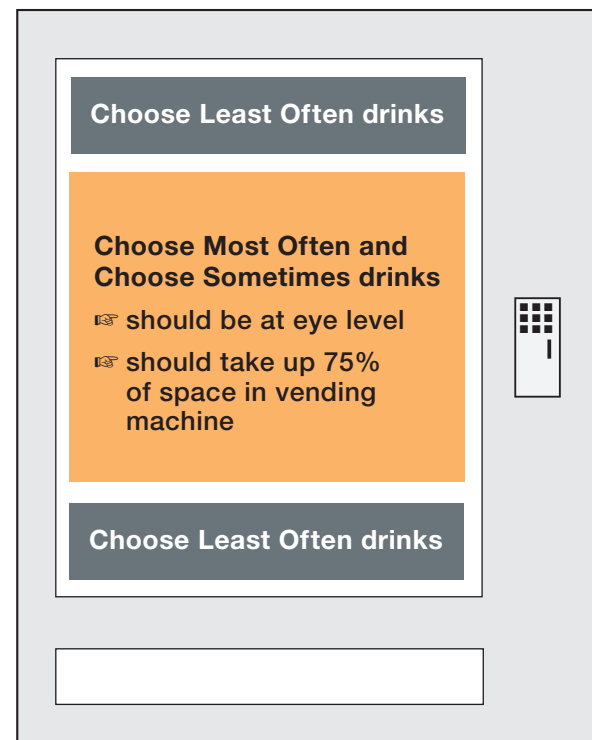 Choose Least Often drinks
Choose Most Often and
Choose Sometimes drinks
☞ should be at eye level
☞ should take up 75%
of space in vending
machine
Choose Least Often drinks